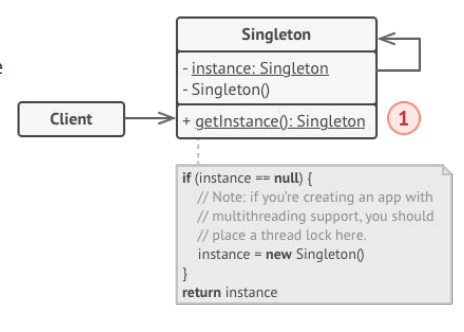 Singleton
e
- instance: Singleton
- Singleton()
Client
+ getInstance(): Singleton
1
if (instance == null) {
// Note: if you're creating an app with
// multithreading support, you should
// place a thread lock here.
instance = new Singleton()
}
return instance